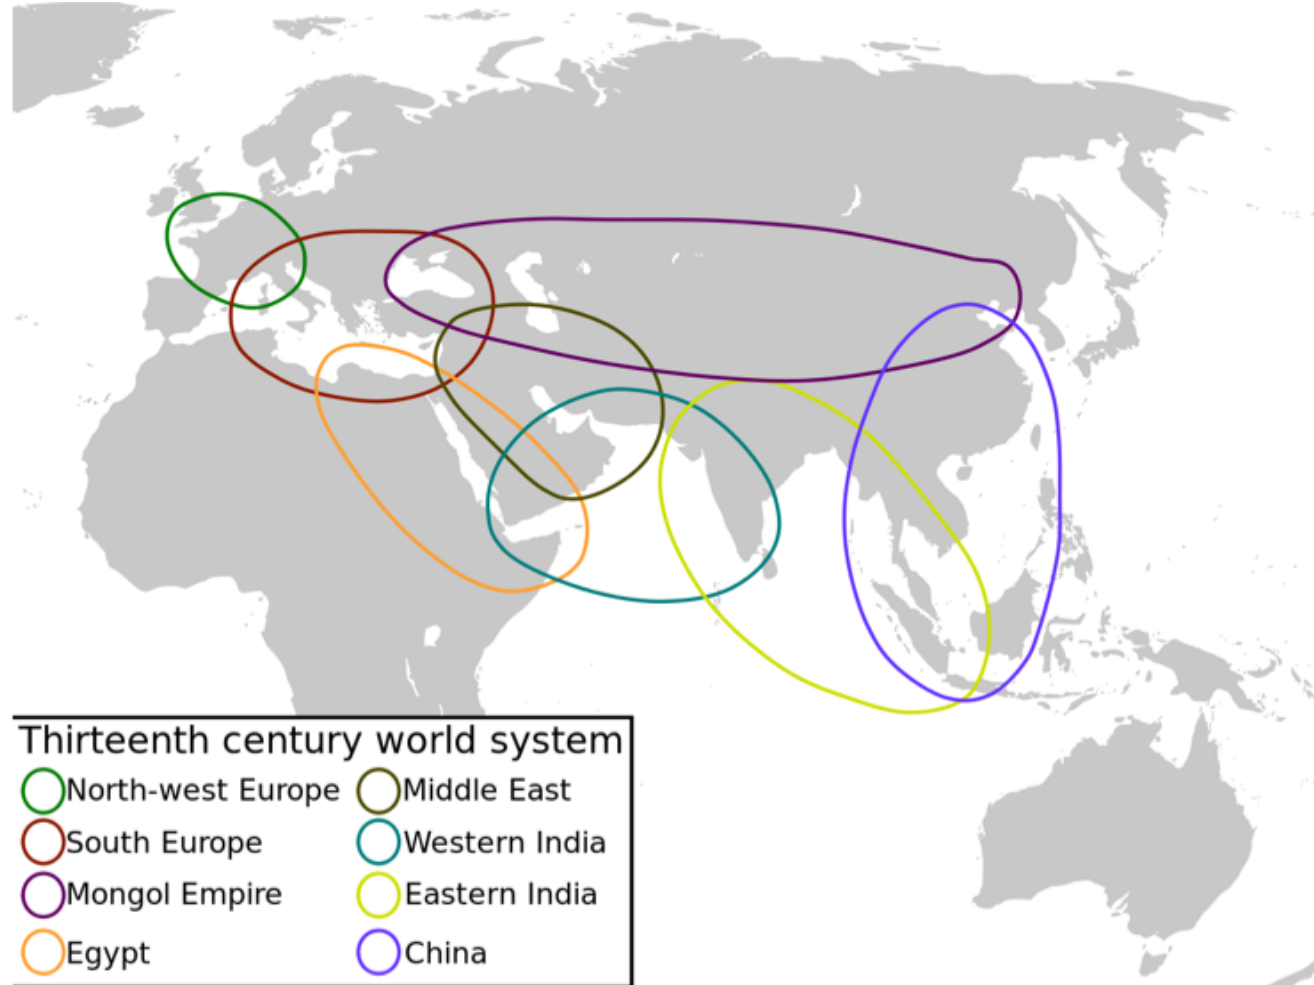 Thirteenth century world system
North-west Europe
Middle East
South Europe
Western India
Mongol Empire
Eastern India
Egypt
China